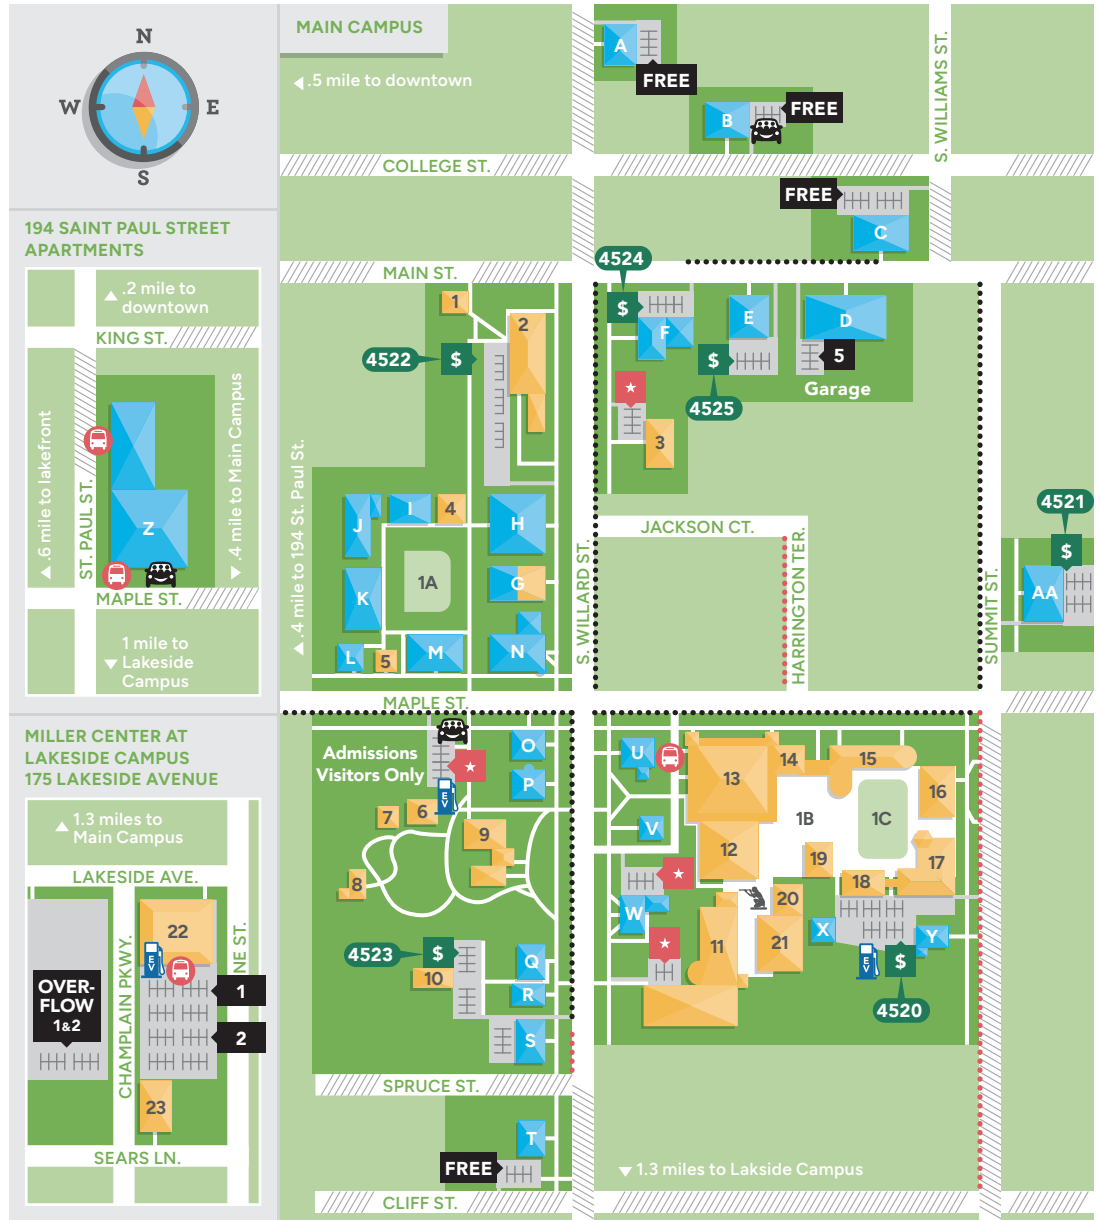 N
W
E
S
MAIN CAMPUS
.5 mile to downtown
A
FREE
B
FREE
S. WILLIAMS ST.
COLLEGE ST.
FREE
C
194 SAINT PAUL STREET
APARTMENTS
.2 mile to
downtown
KING ST.
.6 mile to lakefront
ST. PAUL ST.
Z
.4 mile to Main Campus
MAPLE ST.
1 mile to
Lakeside
Campus
MAIN ST.
4524
$
F
E
D
1
2
4522
$
$
4525
5
Garage
3
.4 mile to 194 St. Paul St.
J
I
4
H
1A
K
G
L
5
M
N
S. WILLARD ST.
JACKSON CT.
HARRINGTON TER.
SUMMIT ST.
4521
$
AA
MAPLE ST.
MILLER CENTER AT
LAKESIDE CAMPUS
175 LAKESIDE AVENUE
1.3 miles to
Main Campus
LAKESIDE AVE.
22
EV
NE ST.
CHAMPLAIN PKWY.
OVER-
FLOW
1&2
1
2
23
SEARS LN.
Admissions
Visitors Only
EV
O
P
7
6
9
8
4523
$
10
Q
R
S
SPRUCE ST.
T
FREE
CLIFF ST.
U
13
14
15
16
1B
1C
V
12
19
17
18
W
20
11
21
X
Y
EV
$
4520
1.3 miles to Lakside Campus